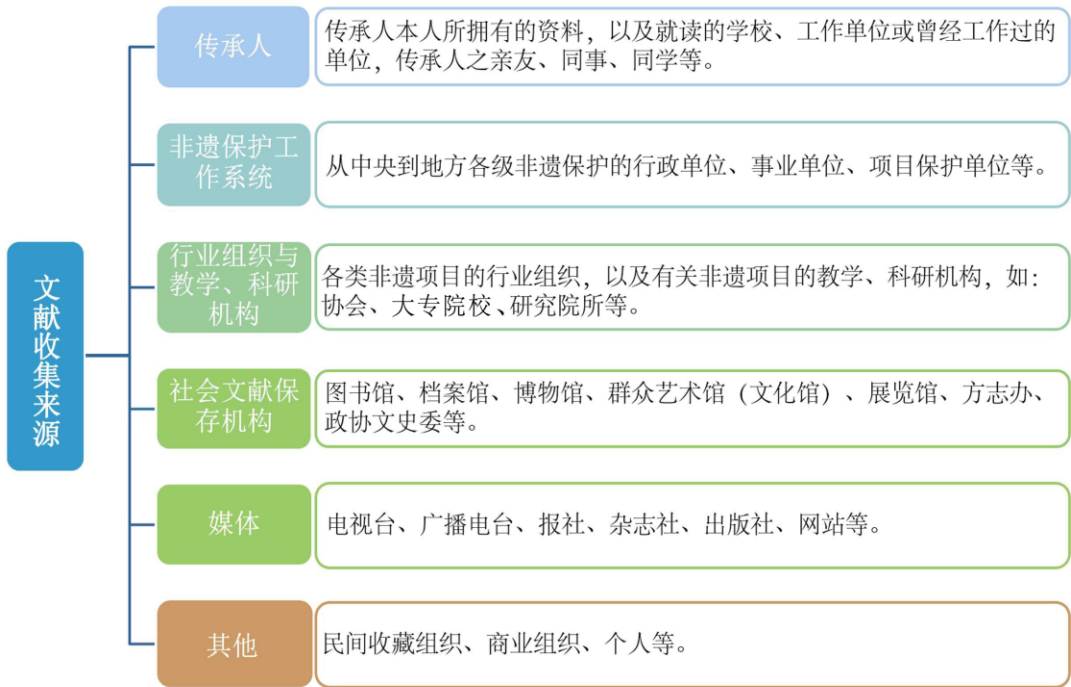 文献收集来源
传承人
传承人本人所拥有的资料，以及就读的学校、工作单位或曾经工作过的
单位，传承人之亲友、同事、同学等。
非遗保护工
作系统
从中央到地方各级非遗保护的行政单位、事业单位、项目保护单位等。
行业组织与
教学、科研
机构
各类非遗项目的行业组织，以及有关非遗项目的教学、科研机构，如：
协会、大专院校、研究院所等。
社会文献保
存机构
图书馆、档案馆、博物馆、群众艺术馆（文化馆）、展览馆、方志办、
政协文史委等。
媒体
电视台、广播电台、报社、杂志社、出版社、网站等。
其他
民间收藏组织、商业组织、个人等。